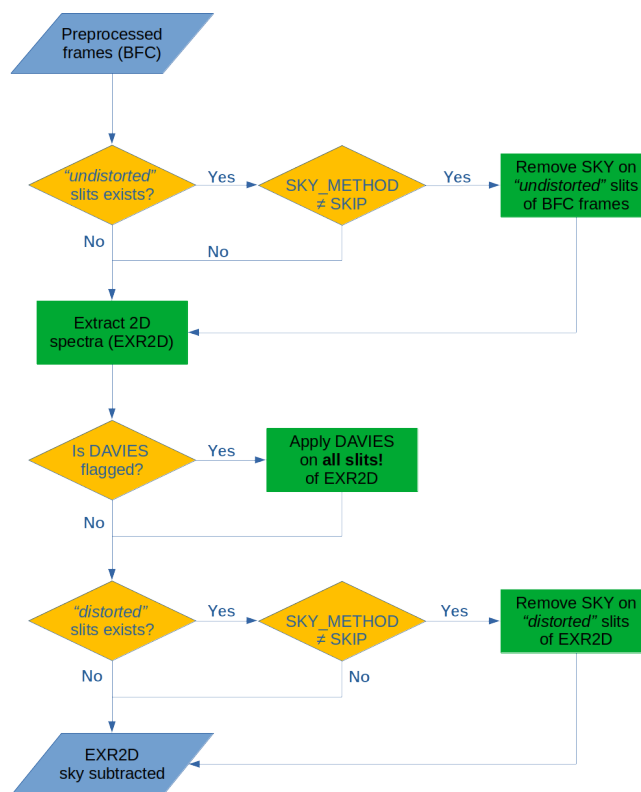 Preprocessed
frames (BFC)
“undistorted”
slits exists?
Yes
SKY_METHOD
≠ SKIP
Yes
Remove SKY on
“undistorted” slits
of BFC frames
No
No
Extract 2D
spectra (EXR2D)
Is DAVIES
flagged?
Yes
Apply DAVIES
on all slits!
of EXR2D
No
“distorted”
slits exists?
Yes
SKY_METHOD
≠ SKIP
Yes
Remove SKY on
“distorted” slits
of EXR2D
No
No
EXR2D
sky subtracted